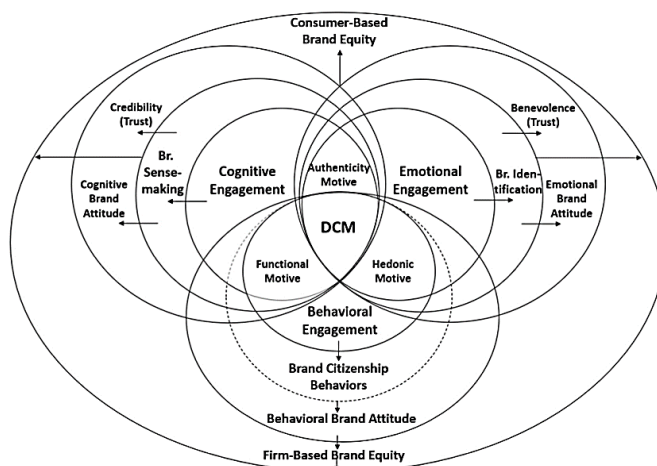 Consumer-Based
Brand Equity
Credibility
(Trust)
Benevolence
(Trust)
Br.
Sense-
making
Cognitive
Engagement
Authenticity
Motive
Emotional
Engagement
Br. Iden-
tification
Cognitive
Brand
Attitude
Emotional
Brand
Attitude
DCM
Functional
Motive
Hedonic
Motive
Behavioral
Engagement
Brand Citizenship
Behaviors
Behavioral Brand Attitude
Firm-Based Brand Equity